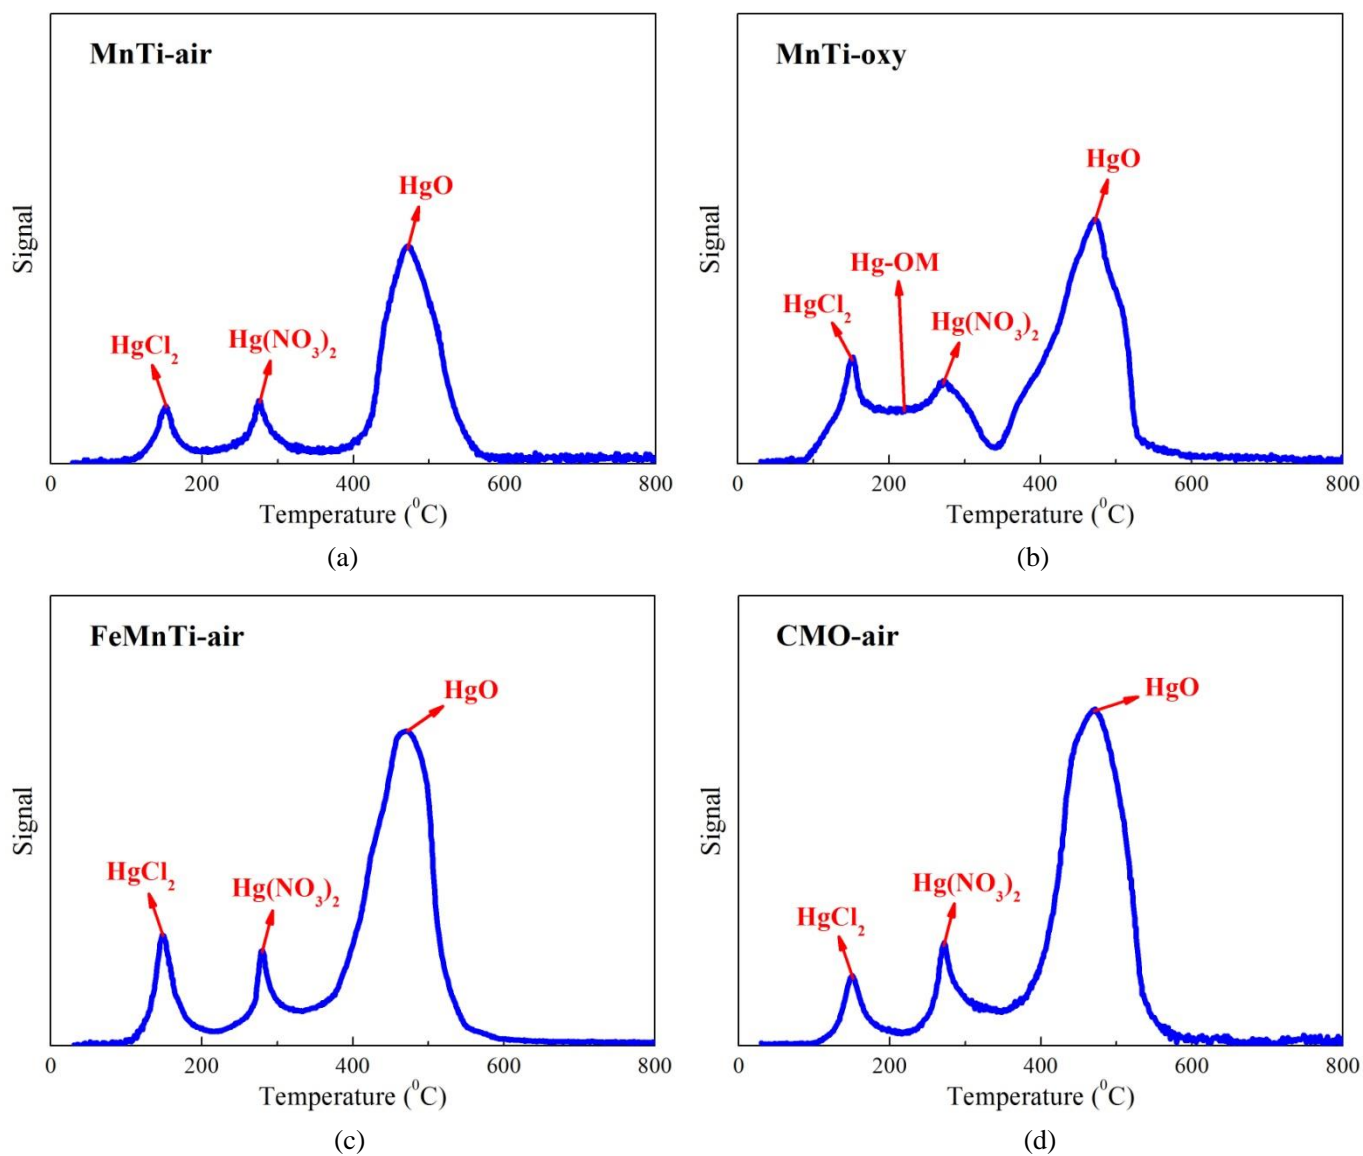 MnTi-air
HgO
HgCl₂
Hg(NO₃)₂
Signal
0 200 400 600 800
Temperature (⁰C)
(a)
MnTi-oxy
HgO
Hg-OM
HgCl₂
Hg(NO₃)₂
Signal
0 200 400 600 800
Temperature (⁰C)
(b)
FeMnTi-air
HgO
HgCl₂
Hg(NO₃)₂
Signal
0 200 400 600 800
Temperature (⁰C)
(c)
CMO-air
HgO
Hg(NO₃)₂
HgCl₂
Signal
0 200 400 600 800
Temperature (⁰C)
(d)